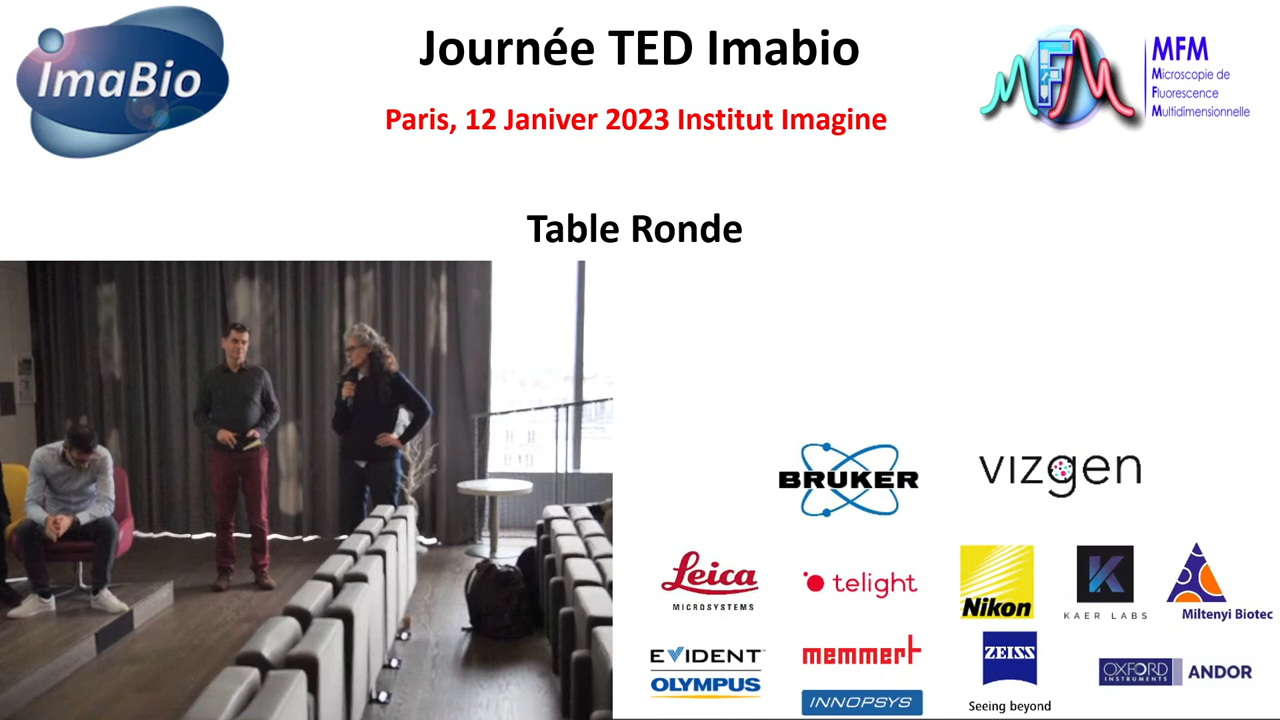 ImaBio
Journée TED Imabio
Paris, 12 Janiver 2023 Institut Imagine
MFM
MFM
Microscopie de
Fluorescence
Multidimensionnelle
Table Ronde
BRUKER
vizgen
Leica
MICROSYSTEMS
telight
Nikon
KAER LABS
Miltenyi Biotec
EVIDENT
OLYMPUS
memmert
INNOPSYS
ZEISS
Seeing beyond
OXFORD
INSTRUMENTS
ANDOR